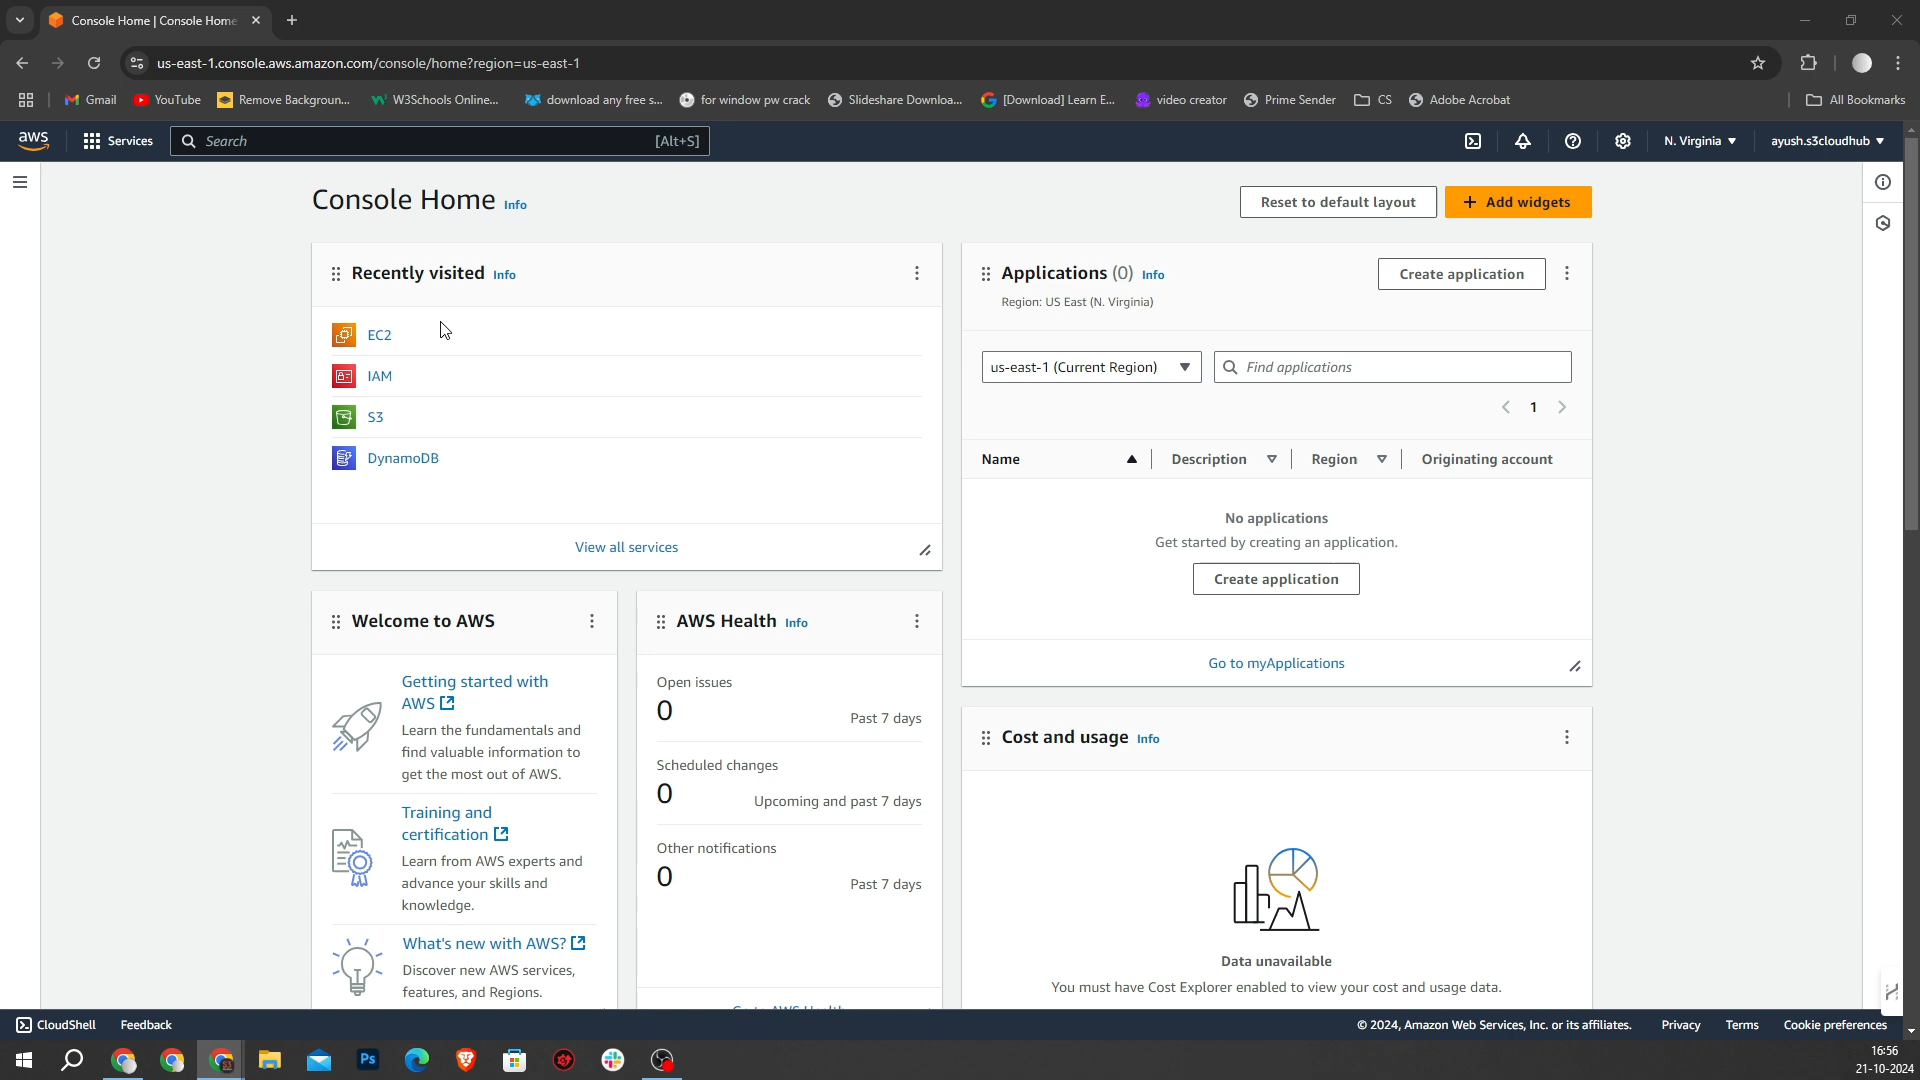 Console Home | Console Home
us-east-1.console.aws.amazon.com/console/home?region=us-east-1
Gmail
YouTube
Remove Backgroun...
W3Schools Online...
download any free s...
for window pw crack
Slideshare Downloa...
[Download] Learn E...
video creator
Prime Sender
CS
Adobe Acrobat
All Bookmarks
aws
Services
Search
[Alt+S]
N. Virginia
ayush.s3cloudhub
Console Home Info
Reset to default layout
Add widgets
Recently visited Info
EC2
IAM
S3
DynamoDB
View all services
Applications (0) Info
Region: US East (N. Virginia)
Create application
us-east-1 (Current Region)
Find applications
1
Name
Description
Region
Originating account
No applications
Get started by creating an application.
Create application
Go to myApplications
Welcome to AWS
Getting started with
AWS
Learn the fundamentals and
find valuable information to
get the most out of AWS.
Training and
certification
Learn from AWS experts and
advance your skills and
knowledge.
What's new with AWS?
Discover new AWS services,
features, and Regions.
AWS Health Info
Open issues
0
Past 7 days
Scheduled changes
0
Upcoming and past 7 days
Other notifications
0
Past 7 days
Go to AWS Health
Cost and usage Info
Data unavailable
You must have Cost Explorer enabled to view your cost and usage data.
CloudShell
Feedback
© 2024, Amazon Web Services, Inc. or its affiliates.
Privacy
Terms
Cookie preferences
Ps
16:56
21-10-2024